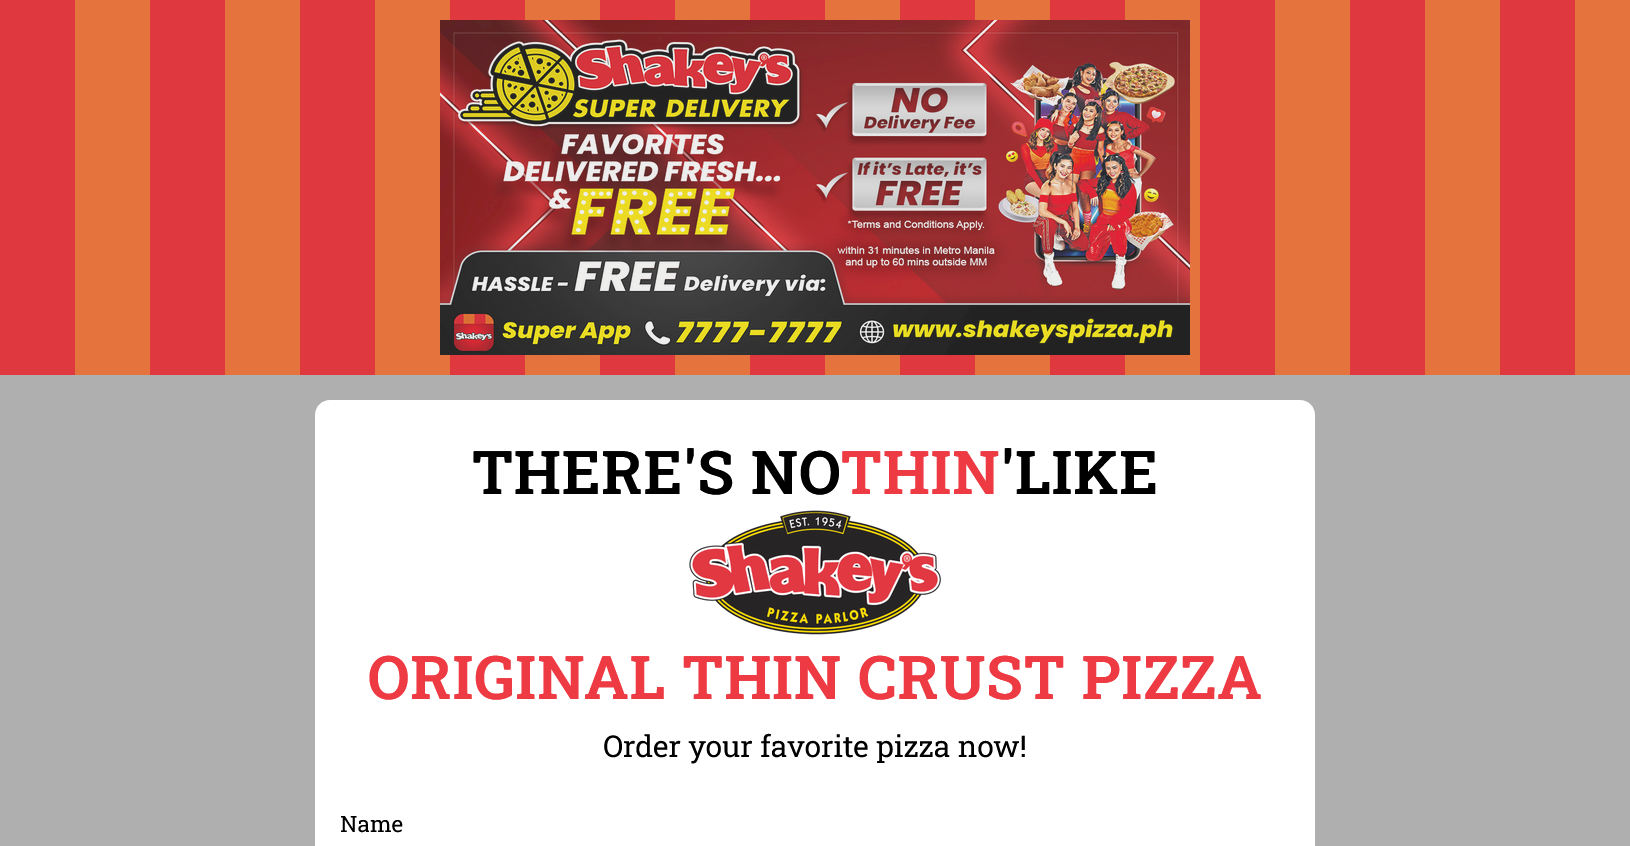 Shakey's
SUPER DELIVERY
FAVORITES
DELIVERED FRESH...
& FREE
NO
Delivery Fee
If it's Late, it's
FREE
*Terms and Conditions Apply.
within 31 minutes in Metro Manila
and up to 60 mins outside MM
HASSLE - FREE Delivery via:
Shakey's
Super App
7777-7777
www.shakeyspizza.ph
THERE'S NOTHIN'LIKE
EST. 1954
Shakey's
PIZZA PARLOR
ORIGINAL THIN CRUST PIZZA
Order your favorite pizza now!
Name